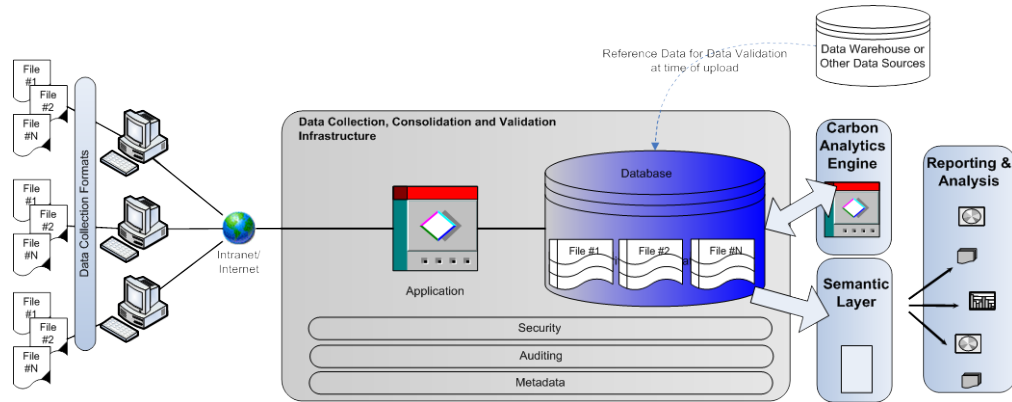 File
#1
File
#2
File
#N
File
#1
File
#2
File
#N
File
#1
File
#2
File
#N
Data Collection Formats
Intranet/
Internet
Data Collection, Consolidation and Validation
Infrastructure
Application
Reference Data for Data Validation
at time of upload
Data Warehouse or
Other Data Sources
Database
File #1
File #2
File #N
Security
Auditing
Metadata
Carbon
Analytics
Engine
Semantic
Layer
Reporting &
Analysis